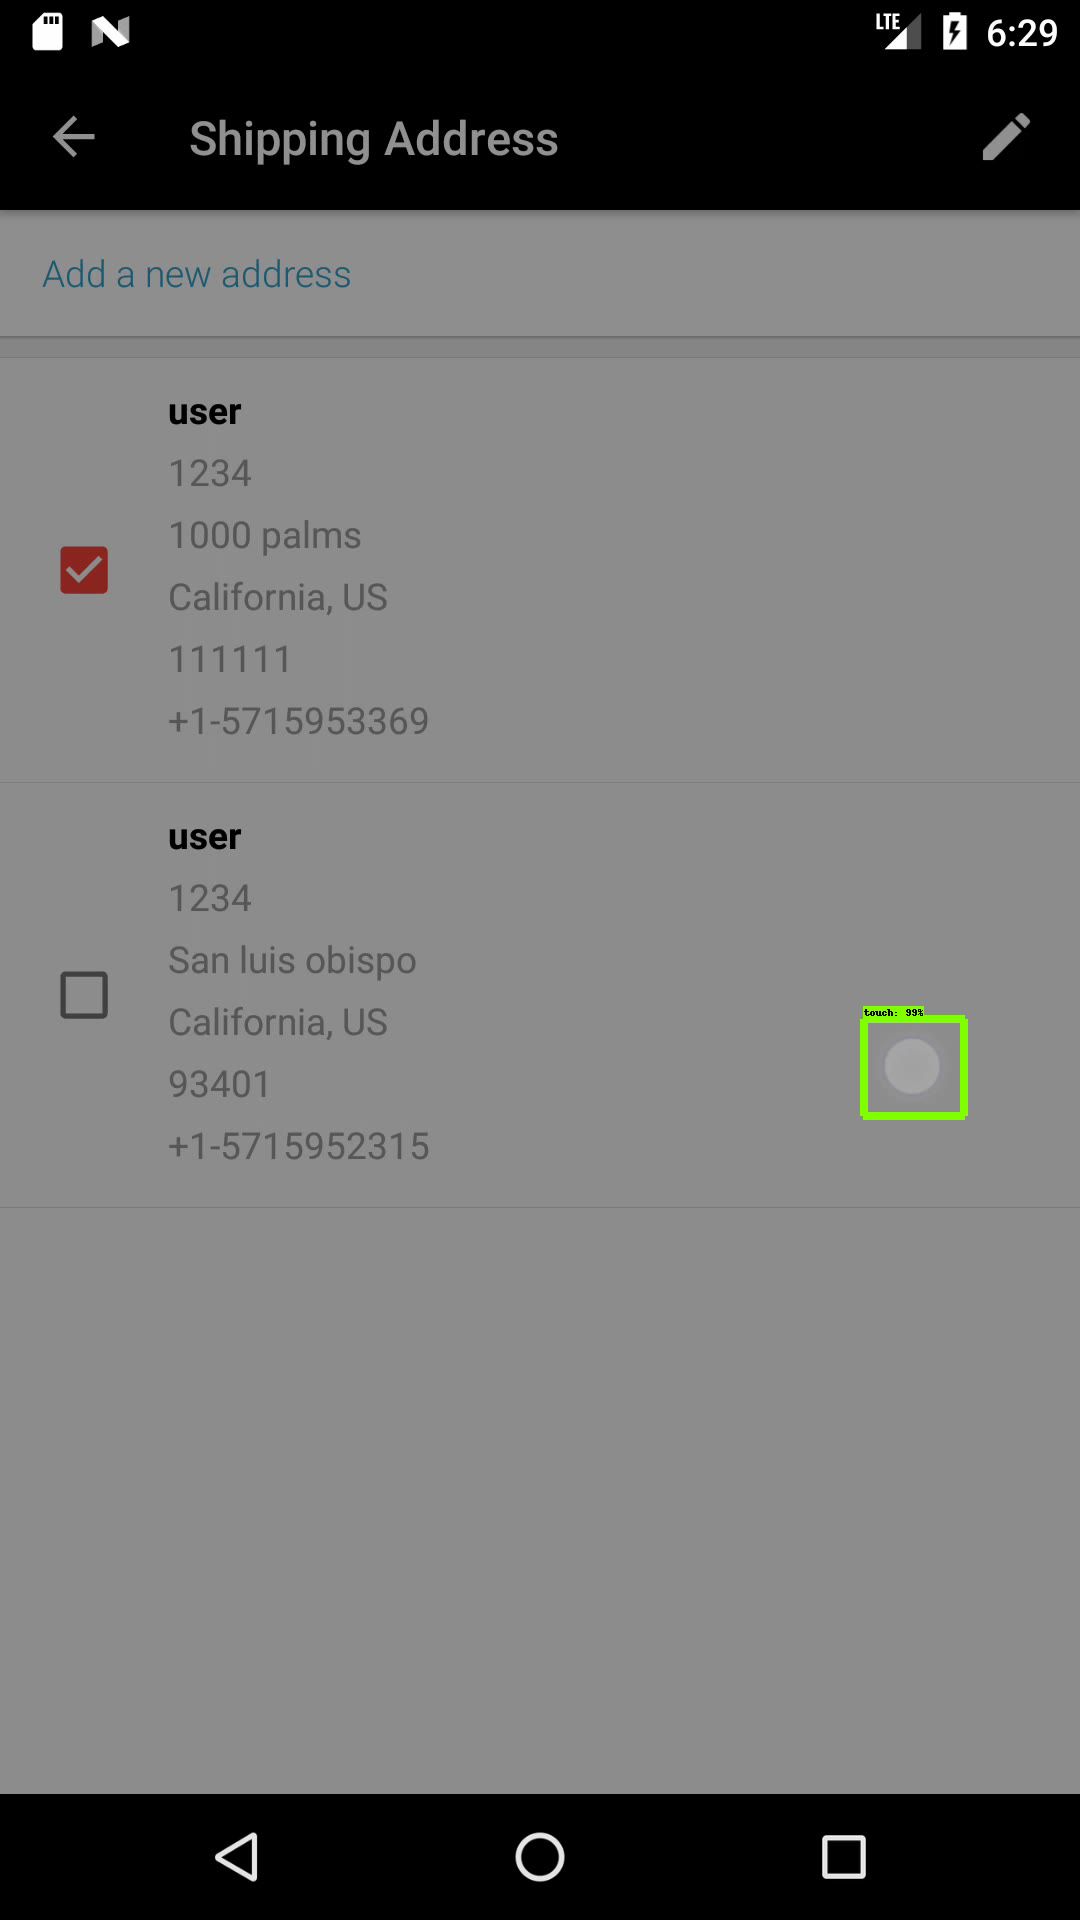 LTE 6:29
Shipping Address
Add a new address
user
1234
1000 palms
California, US
111111
+1-5715953369
user
1234
San luis obispo
California, US
touch: 99%
93401
+1-5715952315